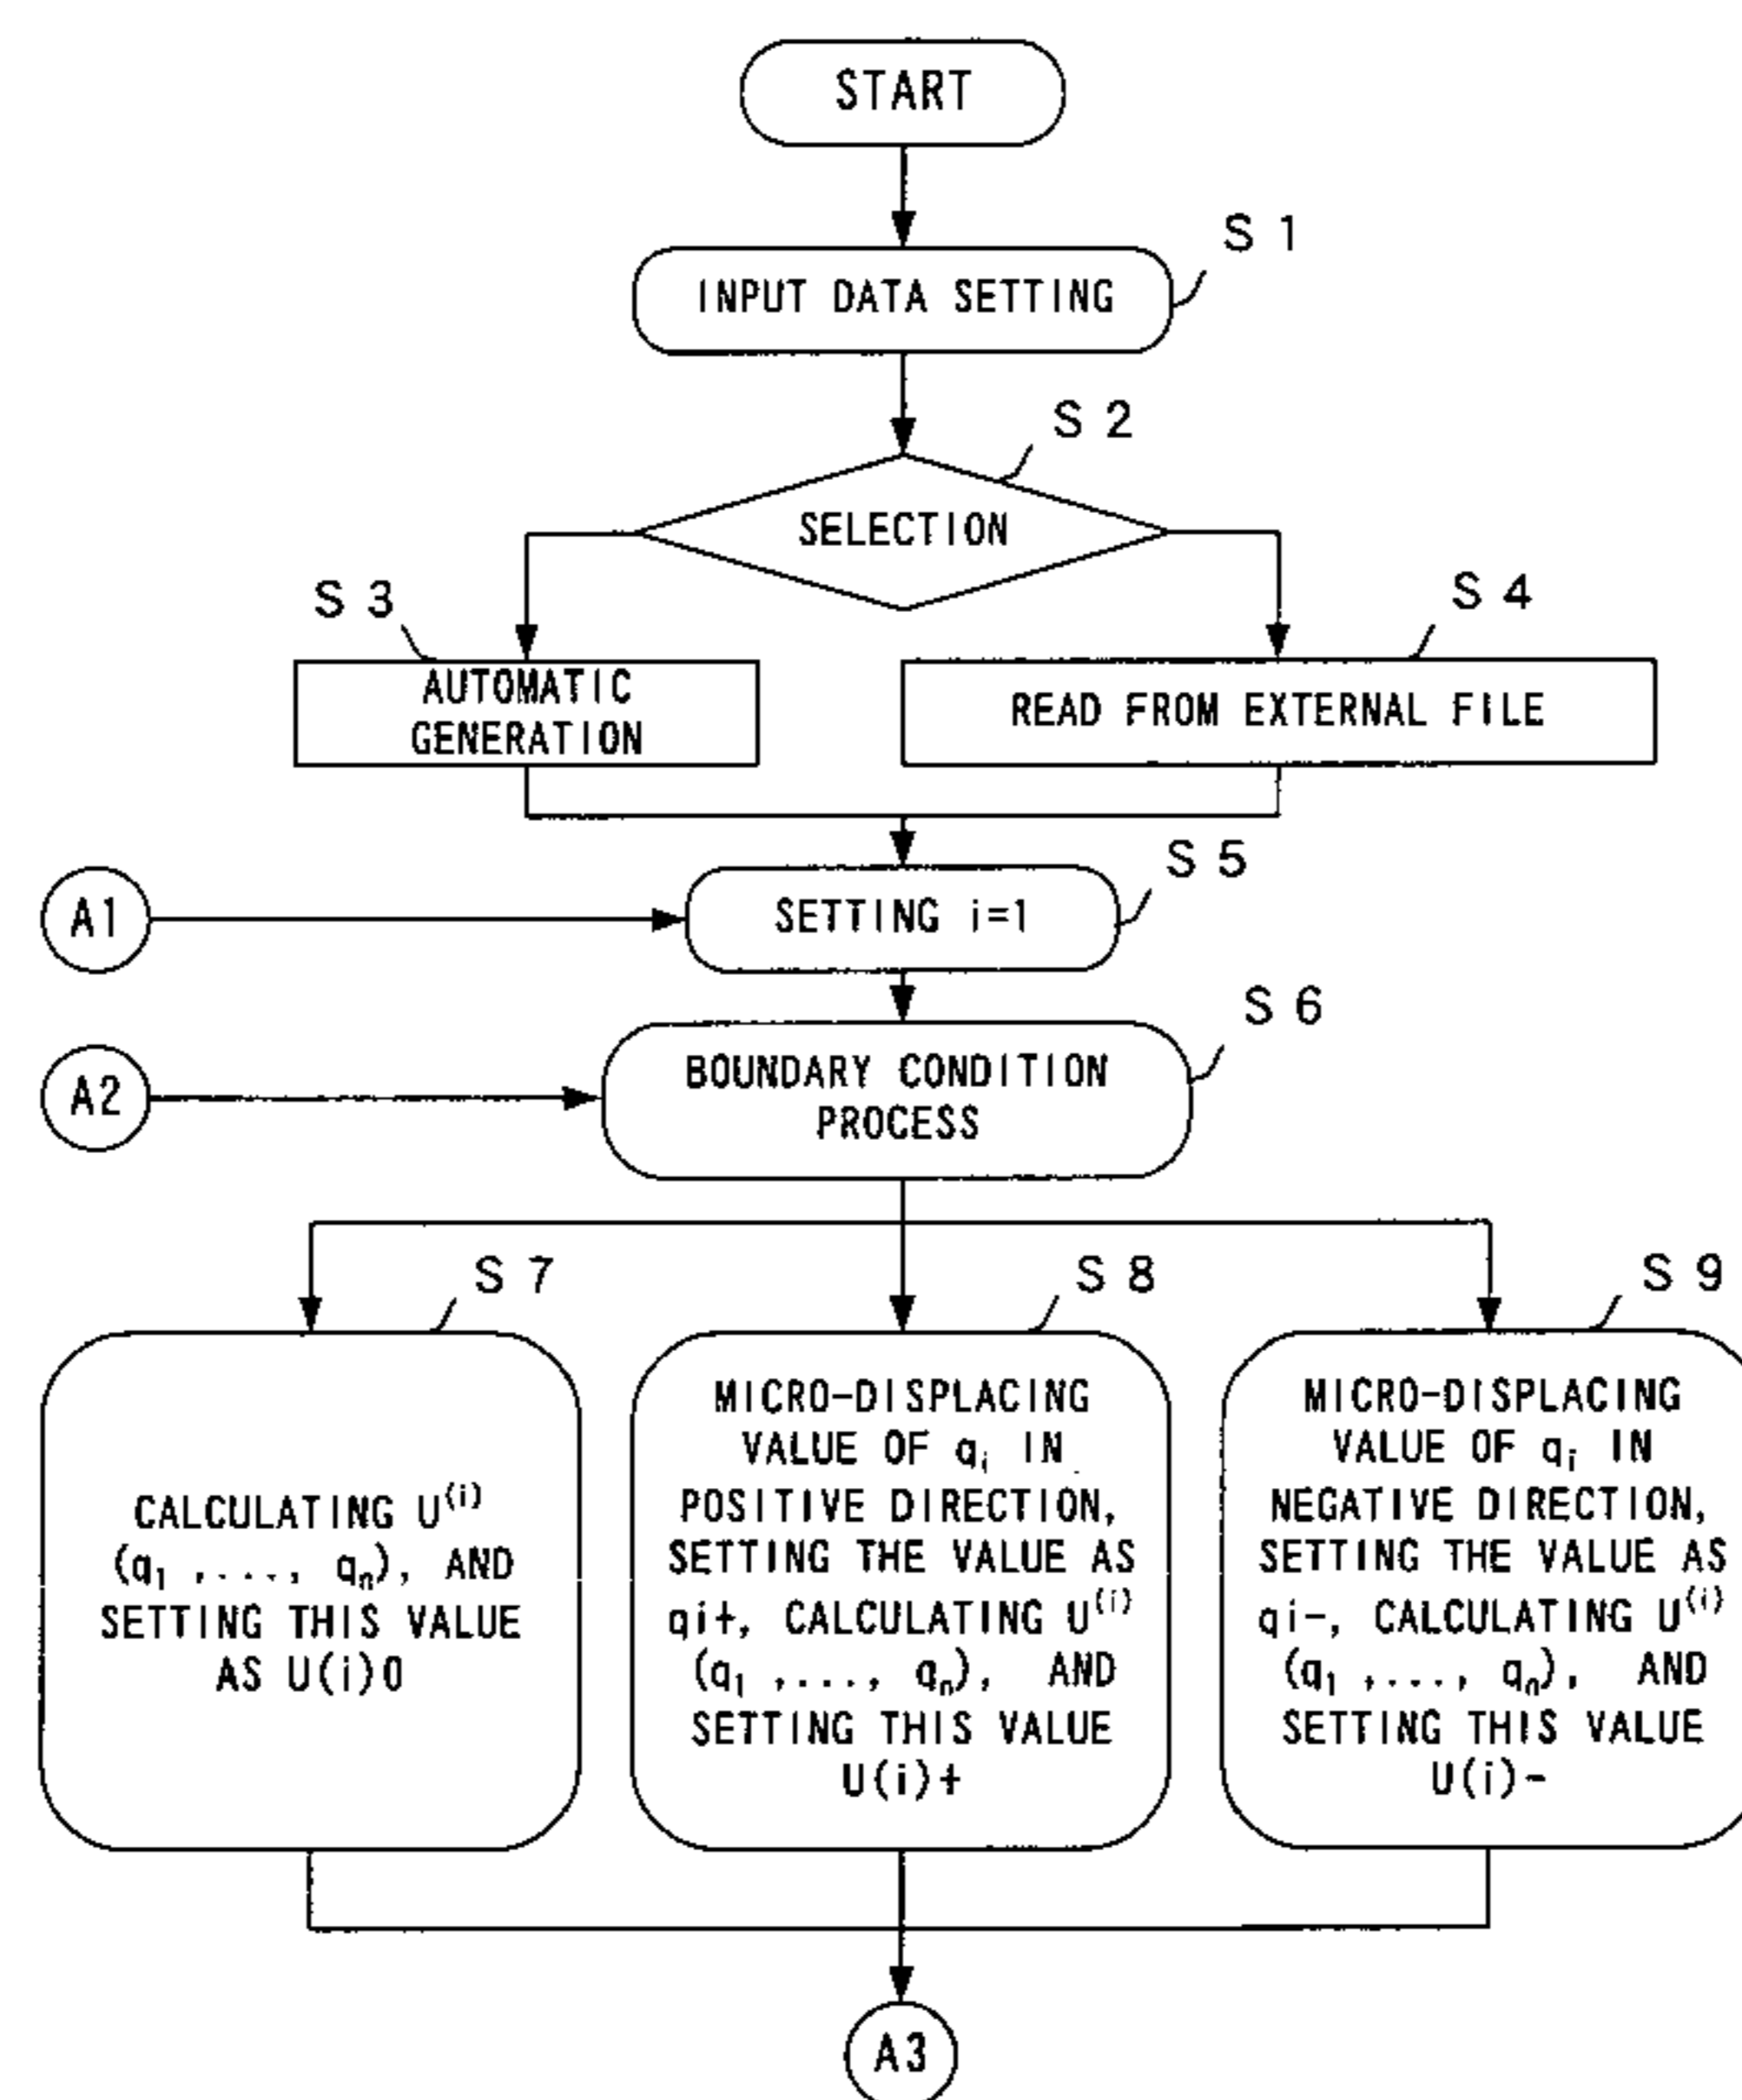 START
S 1
INPUT DATA SETTING
S 2
SELECTION
S 3
S 4
AUTOMATIC
GENERATION
READ FROM EXTERNAL FILE
S 5
A1
SETTING i=1
S 6
A2
BOUNDARY CONDITION
PROCESS
S 7
CALCULATING U⁽ⁱ⁾
(q₁ ,..., qₙ), AND
SETTING THIS VALUE
AS U(i)0
S 8
MICRO-DISPLACING
VALUE OF qᵢ IN
POSITIVE DIRECTION,
SETTING THE VALUE AS
qi+, CALCULATING U⁽ⁱ⁾
(q₁ ,..., qₙ), AND
SETTING THIS VALUE
U(i)+
S 9
MICRO-DISPLACING
VALUE OF qᵢ IN
NEGATIVE DIRECTION,
SETTING THE VALUE AS
qi-, CALCULATING U⁽ⁱ⁾
(q₁ ,..., qₙ), AND
SETTING THIS VALUE
U(i)-
A3